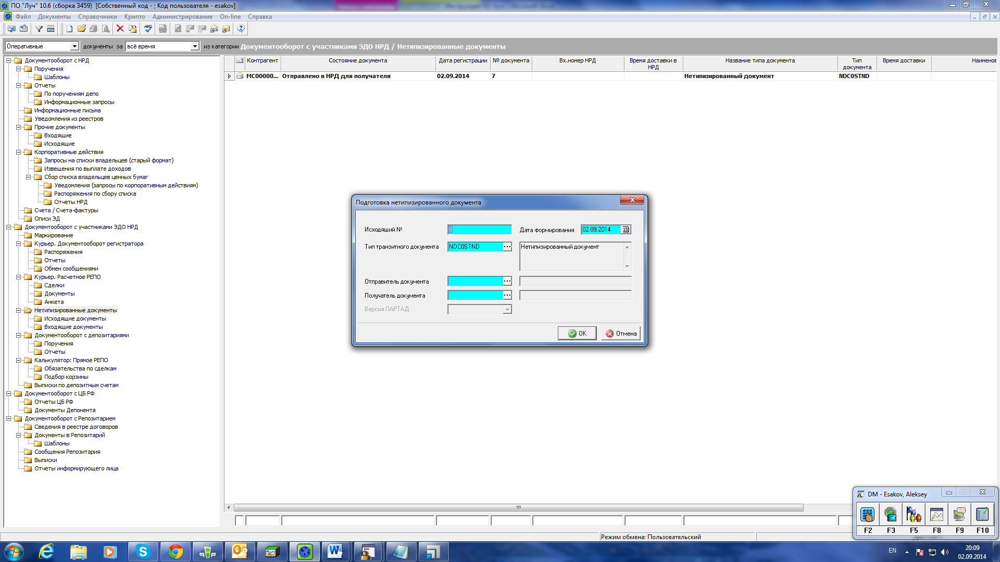 ПО "Луч" 10.6 (сборка 3459)  [Собственный код - ; Код пользователя - esakov]
Файл Документы Справочники Крипто Администрирование On-line Справка
Оперативные документы за всё время из категории Документооборот с участниками ЭДО НРД / Нетипизированные документы
Документооборот с НРД
Поручения
Шаблоны
Отчеты
По поручениям депо
Информационные запросы
Информационные письма
Уведомления из реестров
Прочие документы
Входящие
Исходящие
Корпоративные действия
Запросы на списки владельцев (старый формат)
Извещения по выплате доходов
Сбор списка владельцев ценных бумаг
Уведомления (запросы по корпоративным действиям)
Распоряжения по сбору списка
Отчеты НРД
Счета / Счета-фактуры
Описи ЭД
Документооборот с участниками ЭДО НРД
Маркирование
Курьер. Документооборот регистратора
Распоряжения
Отчеты
Обмен сообщениями
Курьер. Расчетное РЕПО
Сделки
Документы
Анкета
Нетипизированные документы
Исходящие документы
Входящие документы
Документооборот с депозитариями
Поручения
Отчеты
Калькулятор: Прямое РЕПО
Обязательства по сделкам
Подбор корзины
Выписки по депозитным счетам
Документооборот с ЦБ РФ
Отчеты ЦБ РФ
Документы Депонента
Документооборот с Репозитарием
Сведения в реестре договоров
Документы в Репозитарий
Шаблоны
Сообщения Репозитария
Выписки
Отчеты информирующего лица
Контрагент Состояние документа Дата регистрации № документа Вх.номер НРД Время доставки в НРД Название типа документа Тип документа Время доставки Наименов
МС00000... Отправлено в НРД для получателя 02.09.2014 7 Нетипизированный документ NDC0STND
Подготовка нетипизированного документа
Исходящий № 8 Дата формирования 02.09.2014 15
Тип транзитного документа NDC0STND ... Нетипизированный документ
Отправитель документа ...
Получатель документа ...
Версия ПАРТАД
OK Отмена
DM - Esakov, Aleksey
F2 F3 F5 F8 F9 F10
Режим обмена: Пользовательский
EN 20:09
02.09.2014